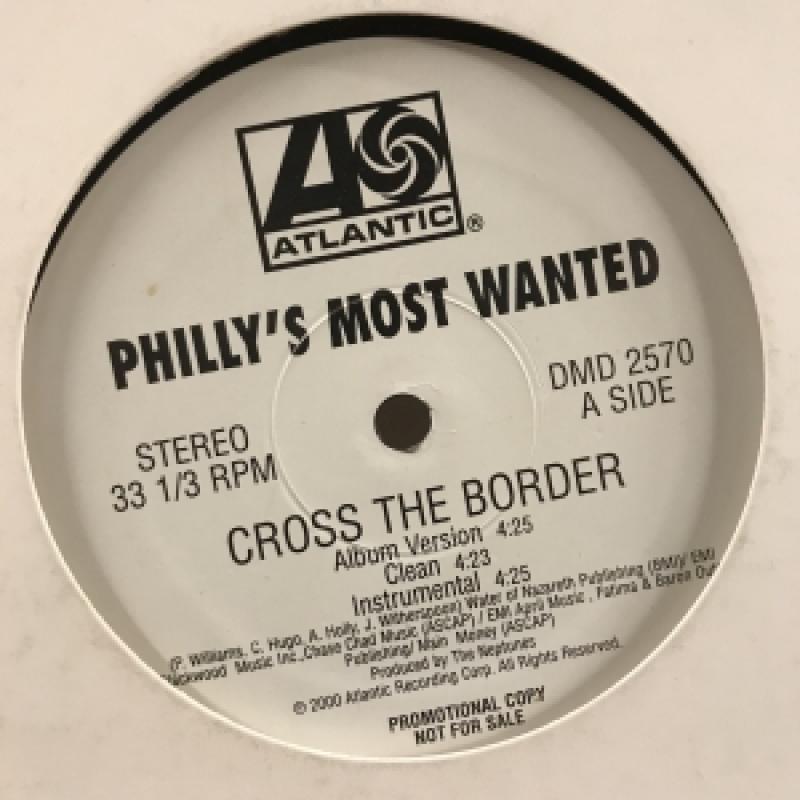 ATLANTIC®
PHILLY'S MOST WANTED
STEREO
33 1/3 RPM
DMD 2570
A SIDE
CROSS THE BORDER
Album Version 4:25
Clean 4:23
Instrumental 4:25
(P. Williams, C. Hugo, A. Holly, J. Witherspoon) Water of Nazareth Publishing (BMI)/ EMI
Blackwood Music Inc.,Chase Chad Music (ASCAP) / EMI April Music , Fatima & Baron Out
Publishing/ Main Money (ASCAP)
Produced by The Neptunes
℗ 2000 Atlantic Recording Corp. All Rights Reserved.
PROMOTIONAL COPY
NOT FOR SALE